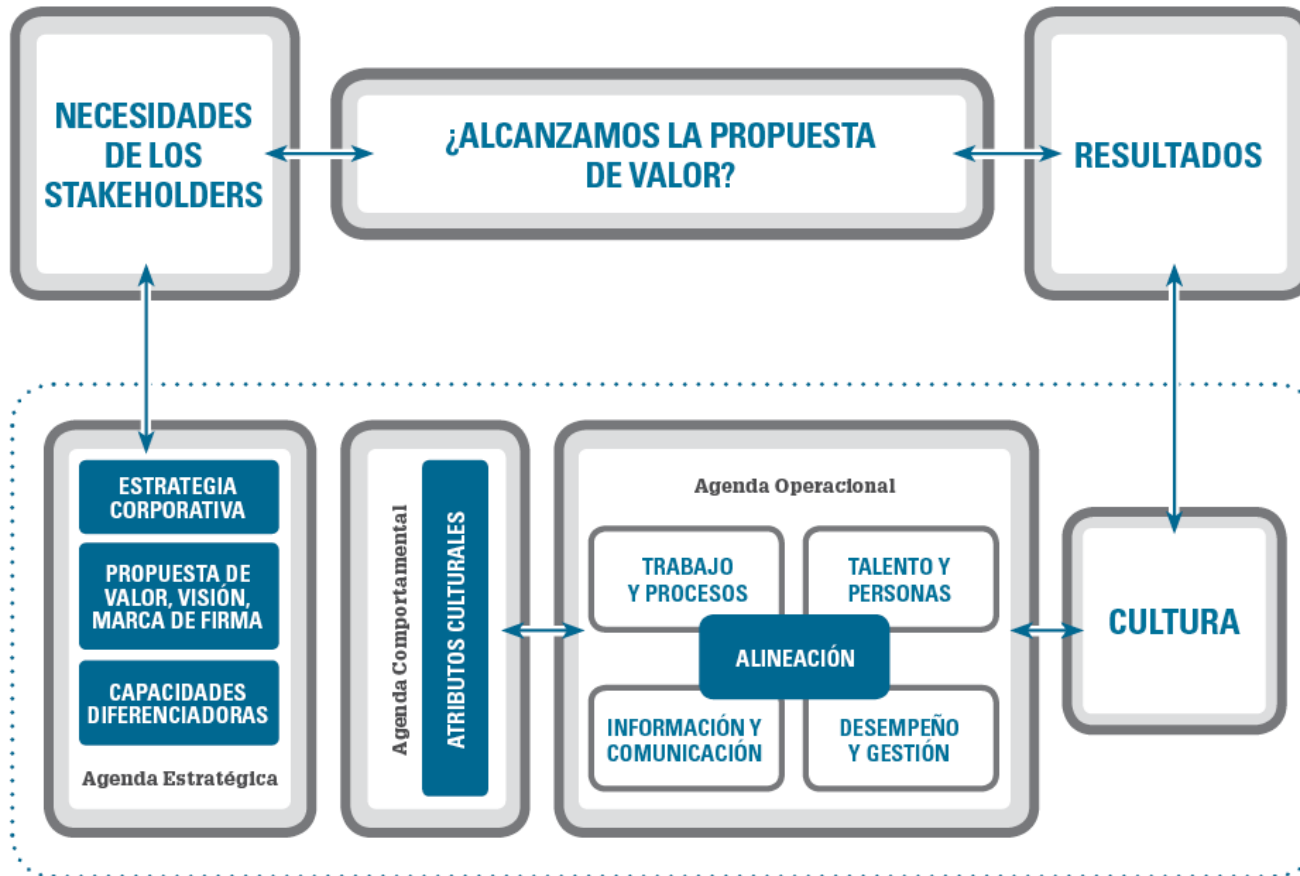 NECESIDADES
DE LOS
STAKEHOLDERS
¿ALCANZAMOS LA PROPUESTA
DE VALOR?
RESULTADOS
ESTRATEGIA
CORPORATIVA
PROPUESTA DE
VALOR, VISIÓN,
MARCA DE FIRMA
CAPACIDADES
DIFERENCIADORAS
Agenda Estratégica
Agenda Comportamental
ATRIBUTOS CULTURALES
Agenda Operacional
TRABAJO
Y PROCESOS
TALENTO Y
PERSONAS
ALINEACIÓN
INFORMACIÓN Y
COMUNICACIÓN
DESEMPEÑO
Y GESTIÓN
CULTURA